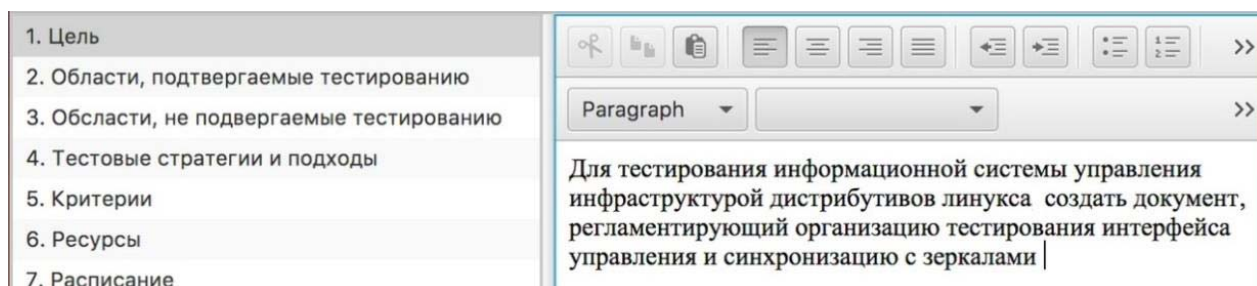 1. Цель
2. Области, подтвергаемые тестированию
3. Обсласти, не подвергаемые тестированию
4. Тестовые стратегии и подходы
5. Критерии
6. Ресурсы
7. Расписание
Paragraph
Для тестирования информационной системы управления
инфраструктурой дистрибутивов линукса  создать документ,
регламентирующий организацию тестирования интерфейса
управления и синхронизацию с зеркалами